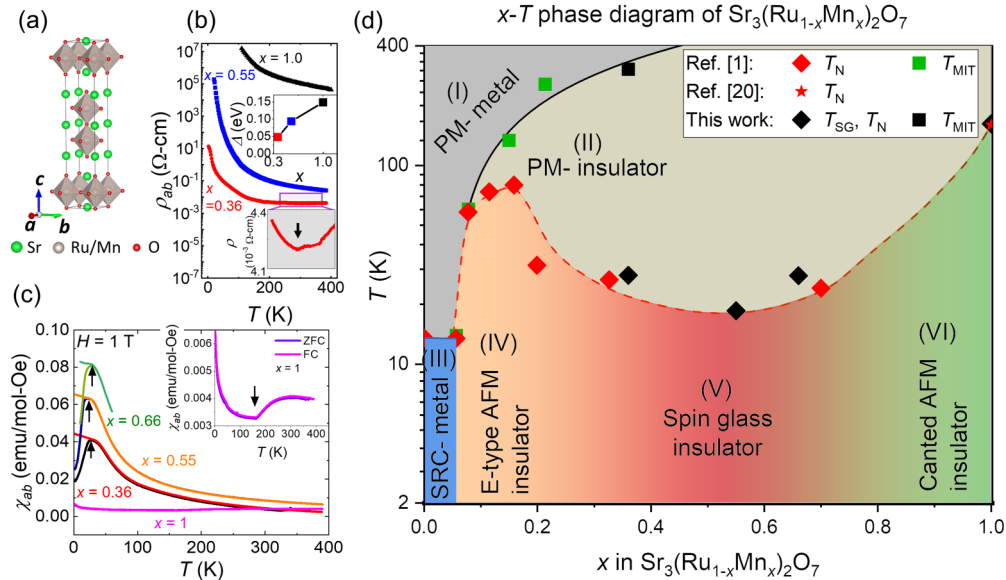 (a)
c
a
b
Sr
Ru/Mn
O
(b)
10⁷
10⁵
10³
10¹
10⁻¹
10⁻³
10⁻⁵
10⁻⁷
ρab (Ω-cm)
x = 1.0
x = 0.55
x
=0.36
Δ (eV)
0.15
0.10
0.05
0.00
0.3
1.0
4.4
4.1
ρ
(10⁻³ Ω-cm)
0
200
400
T (K)
(c)
H = 1 T
0.10
0.08
0.06
0.04
0.02
0.00
χab (emu/mol-Oe)
x = 0.66
x = 0.55
x = 0.36
x = 1
0
100
200
300
400
T (K)
χab (emu/mol-Oe)
0.006
0.005
0.004
0.003
ZFC
FC
x = 1
0
100
200
300
400
T (K)
(d)
x-T phase diagram of Sr₃(Ru₁₋ₓMnₓ)₂O₇
400
100
10
2
T (K)
Ref. [1]: TN TMIT
Ref. [20]: TN
This work: TSG, TN TMIT
(I)
PM- metal
(II)
PM- insulator
(III)
SRC- metal
(IV)
E-type AFM
insulator
(V)
Spin glass
insulator
(VI)
Canted AFM
insulator
0.0
0.2
0.4
0.6
0.8
1.0
x in Sr₃(Ru₁₋ₓMnₓ)₂O₇